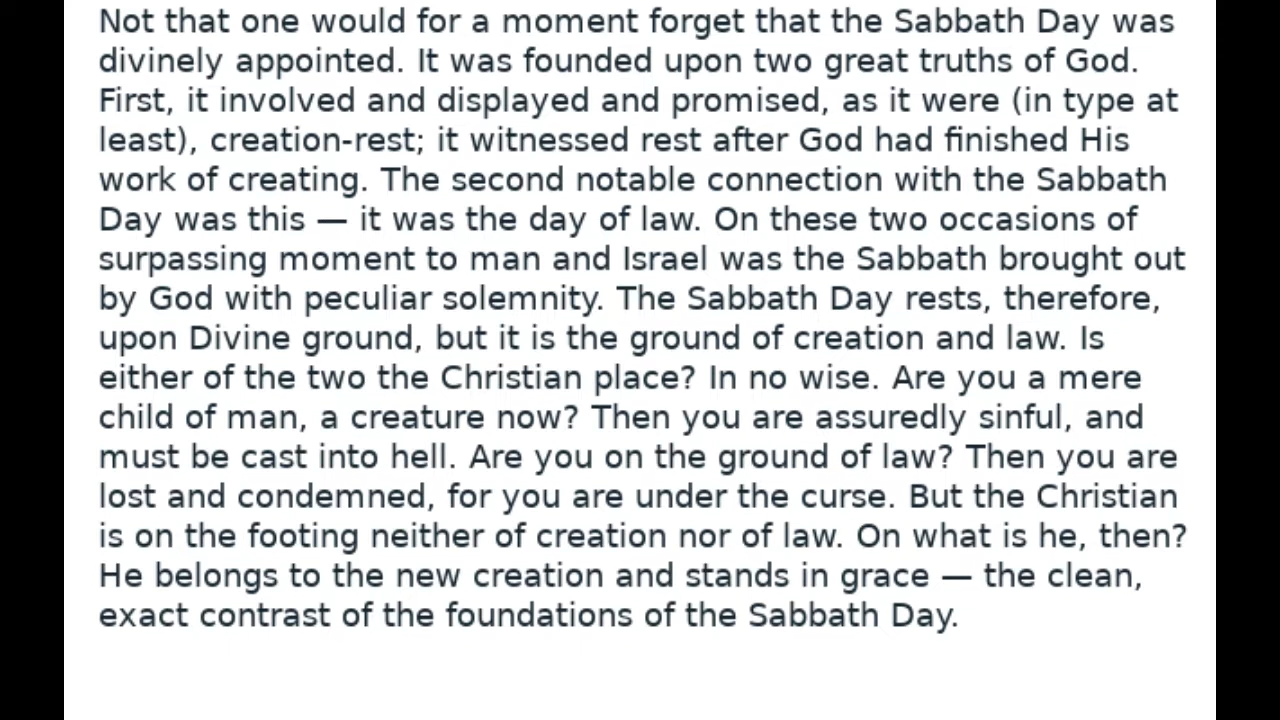 Not that one would for a moment forget that the Sabbath Day was
divinely appointed. It was founded upon two great truths of God.
First, it involved and displayed and promised, as it were (in type at
least), creation-rest; it witnessed rest after God had finished His
work of creating. The second notable connection with the Sabbath
Day was this — it was the day of law. On these two occasions of
surpassing moment to man and Israel was the Sabbath brought out
by God with peculiar solemnity. The Sabbath Day rests, therefore,
upon Divine ground, but it is the ground of creation and law. Is
either of the two the Christian place? In no wise. Are you a mere
child of man, a creature now? Then you are assuredly sinful, and
must be cast into hell. Are you on the ground of law? Then you are
lost and condemned, for you are under the curse. But the Christian
is on the footing neither of creation nor of law. On what is he, then?
He belongs to the new creation and stands in grace — the clean,
exact contrast of the foundations of the Sabbath Day.